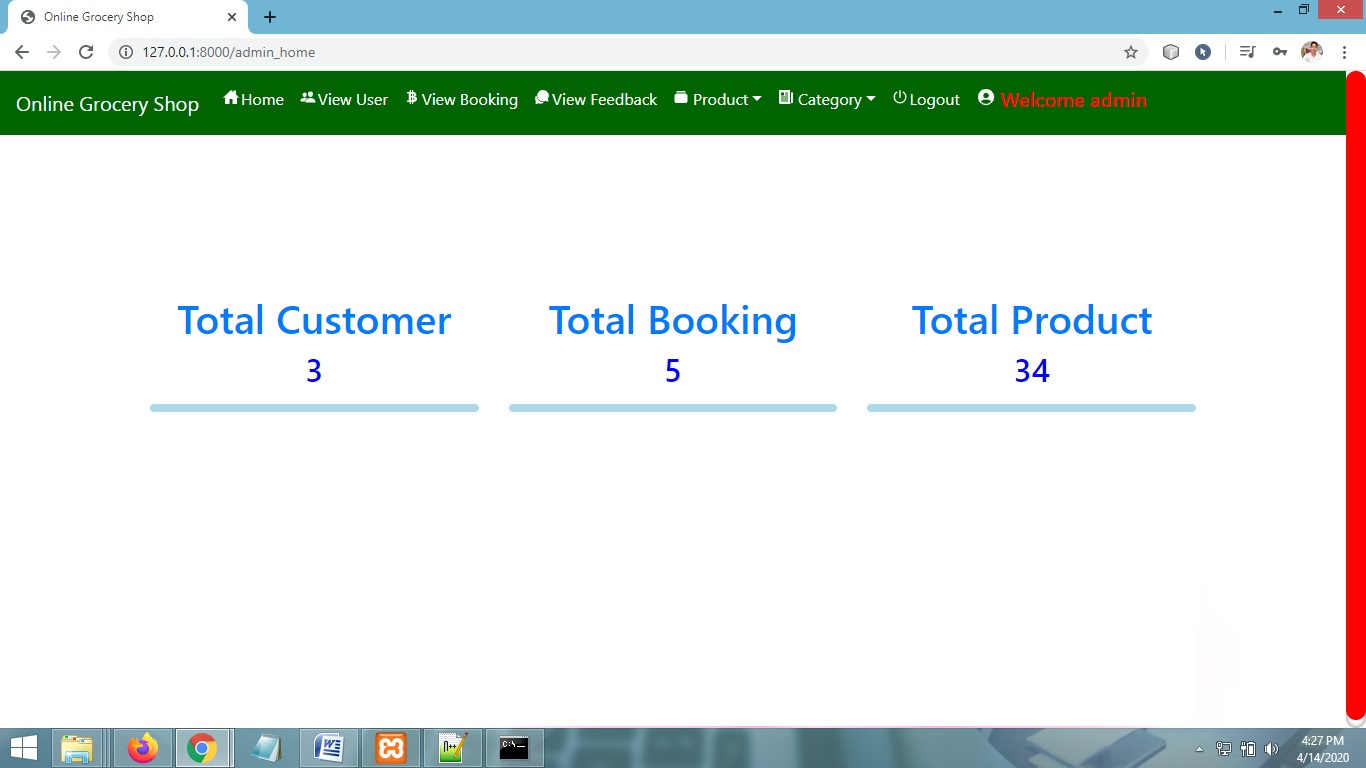 Online Grocery Shop
127.0.0.1:8000/admin_home
Online Grocery Shop Home View User View Booking View Feedback Product Category Logout Welcome admin
Total Customer Total Booking Total Product
3 5 34
4:27 PM
4/14/2020